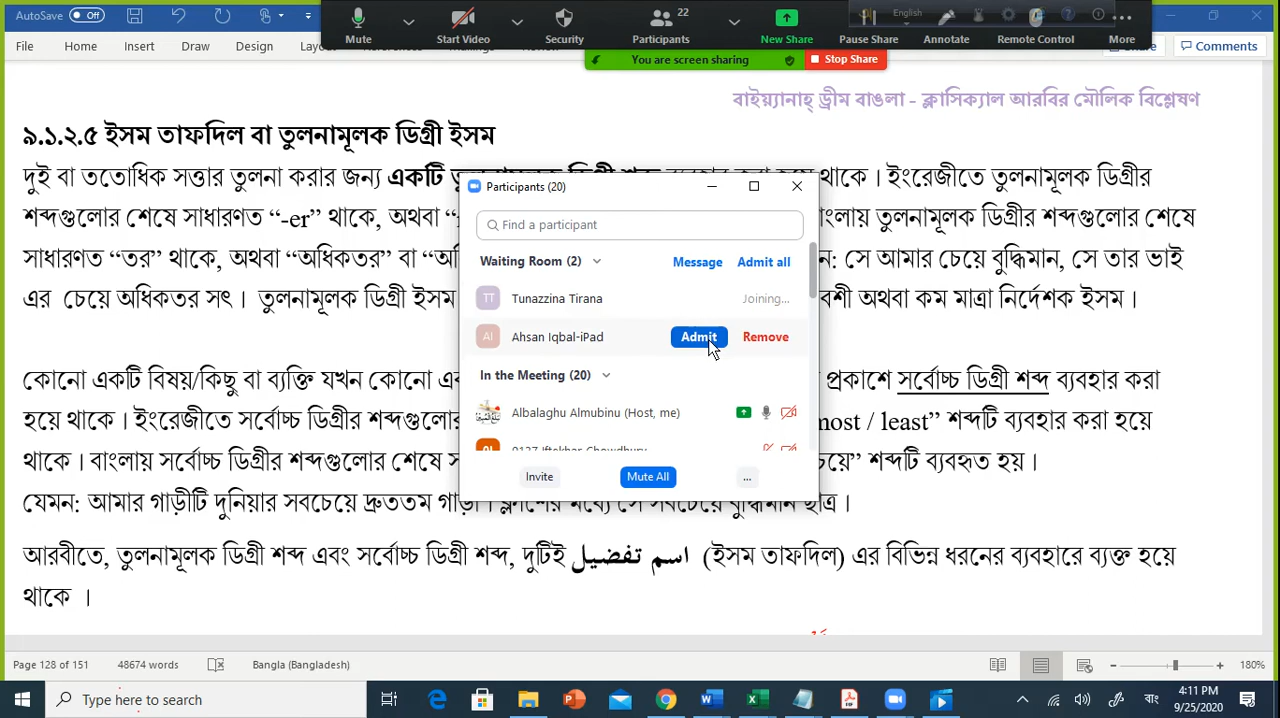 AutoSave Off
22
English
Mute Start Video Security Participants New Share Pause Share Annotate Remote Control More
File Home Insert Draw Design Comments
You are screen sharing Stop Share
বাইয়্যানাহ্ ড্রীম বাঙলা - ক্লাসিক্যাল আরবির মৌলিক বিশ্লেষণ
৯.১.২.৫ ইসম তাফদিল বা তুলনামূলক ডিগ্রী ইসম
দুই বা ততোধিক সত্তার তুলনা করার জন্য একটি থাকে। ইংরেজীতে তুলনামূলক ডিগ্রীর
শব্দগুলোর শেষে সাধারণত “-er” থাকে, অথবা বাংলায় তুলনামূলক ডিগ্রীর শব্দগুলোর শেষে
সাধারণত “তর” থাকে, অথবা “অধিকতর” বা সে আমার চেয়ে বুদ্ধিমান, সে তার ভাই
এর চেয়ে অধিকতর সৎ। তুলনামূলক ডিগ্রী ইসম অথবা কম মাত্রা নির্দেশক ইসম।
কোনো একটি বিষয়/কিছু বা ব্যক্তি যখন কোনো প্রকাশে সর্বোচ্চ ডিগ্রী শব্দ ব্যবহার করা
হয়ে থাকে। ইংরেজীতে সর্বোচ্চ ডিগ্রীর শব্দগুলোর most / least” শব্দটি ব্যবহার করা হয়ে
থাকে। বাংলায় সর্বোচ্চ ডিগ্রীর শব্দগুলোর শেষে চেয়ে” শব্দটি ব্যবহৃত হয়।
যেমন: আমার গাড়ীটি দুনিয়ার সবচেয়ে দ্রুততম গাড়ী। ক্লাশের মধ্যে সে সবচেয়ে বুদ্ধিমান ছাত্র।
আরবীতে, তুলনামূলক ডিগ্রী শব্দ এবং সর্বোচ্চ ডিগ্রী শব্দ, দুটিই اسم تفضيل (ইসম তাফদিল) এর বিভিন্ন ধরনের ব্যবহারে ব্যক্ত হয়ে
থাকে ।
Participants (20)
Find a participant
Waiting Room (2) Message Admit all
TT Tunazzina Tirana Joining...
AI Ahsan Iqbal-iPad Admit Remove
In the Meeting (20)
Albalaghu Almubinu (Host, me)
0137 Iftekhar Chowdhury
Invite Mute All ...
Page 128 of 151 48674 words Bangla (Bangladesh) 180%
Type here to search
বাং
4:11 PM
9/25/2020